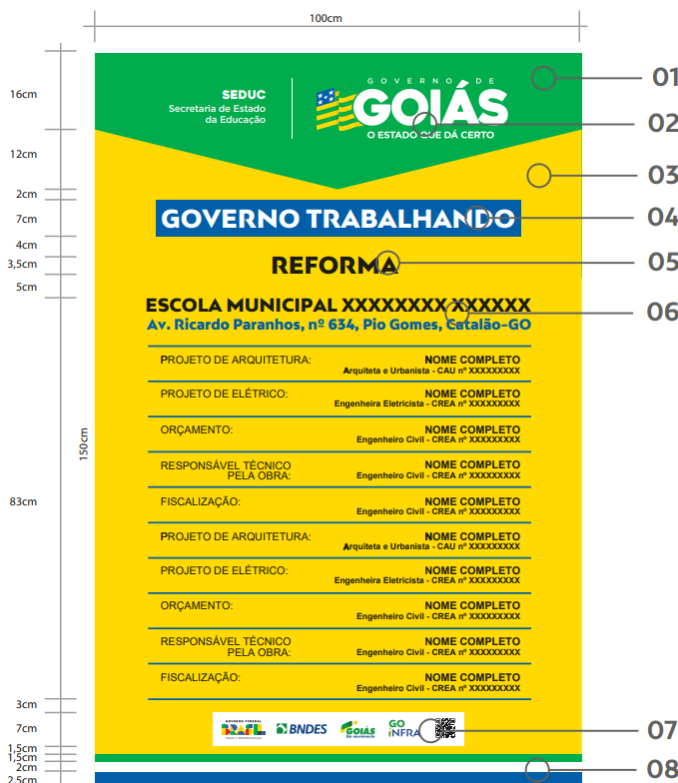 100cm
16cm
12cm
2cm
7cm
4cm
3,5cm
5cm
150cm
83cm
3cm
7cm
1,5cm
1,5cm
2cm
2,5cm
SEDUC
Secretaria de Estado
da Educação
GOVERNO DE
GOIÁS
O ESTADO QUE DÁ CERTO
GOVERNO TRABALHANDO
REFORMA
ESCOLA MUNICIPAL XXXXXXXX XXXXXX
Av. Ricardo Paranhos, nº 634, Pio Gomes, Catalão-GO
PROJETO DE ARQUITETURA: NOME COMPLETO
Arquiteta e Urbanista - CAU nº XXXXXXXXX
PROJETO DE ELÉTRICO: NOME COMPLETO
Engenheira Eletricista - CREA nº XXXXXXXXX
ORÇAMENTO: NOME COMPLETO
Engenheiro Civil - CREA nº XXXXXXXXX
RESPONSÁVEL TÉCNICO NOME COMPLETO
PELA OBRA: Engenheiro Civil - CREA nº XXXXXXXXX
FISCALIZAÇÃO: NOME COMPLETO
Engenheiro Civil - CREA nº XXXXXXXXX
PROJETO DE ARQUITETURA: NOME COMPLETO
Arquiteta e Urbanista - CAU nº XXXXXXXXX
PROJETO DE ELÉTRICO: NOME COMPLETO
Engenheira Eletricista - CREA nº XXXXXXXXX
ORÇAMENTO: NOME COMPLETO
Engenheiro Civil - CREA nº XXXXXXXXX
RESPONSÁVEL TÉCNICO NOME COMPLETO
PELA OBRA: Engenheiro Civil - CREA nº XXXXXXXXX
FISCALIZAÇÃO: NOME COMPLETO
Engenheiro Civil - CREA nº XXXXXXXXX
GOVERNO FEDERAL
BRASIL
BNDES
GOIÁS
GO
INFRA
01
02
03
04
05
06
07
08